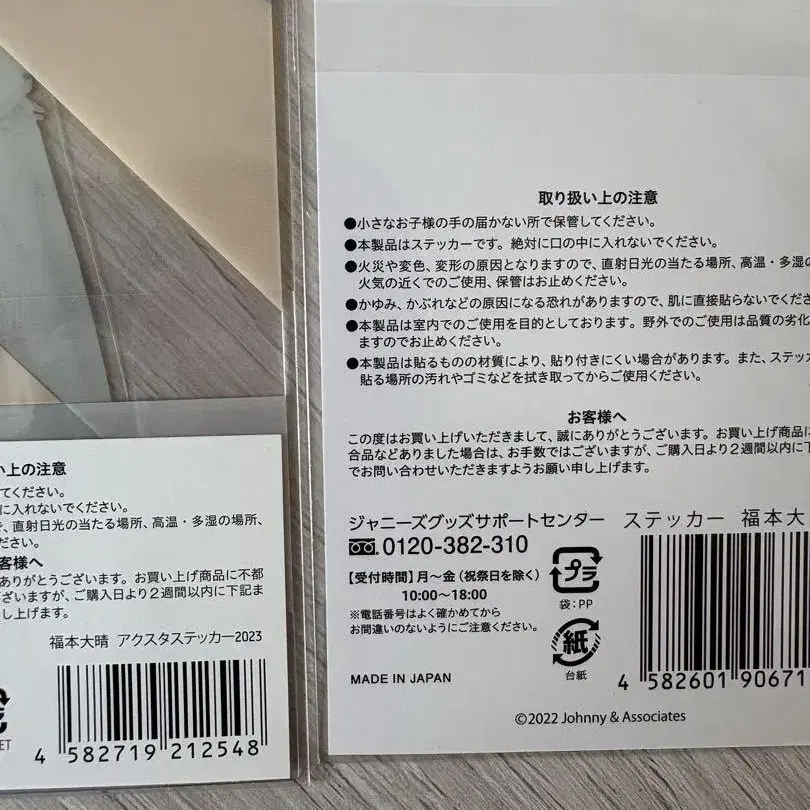 い上の注意
てください。
に入れないでください。
、直射日光の当たる場所、高温・多湿の場所、
ださい。
客様へ
ありがとうございます。お買い上げ商品に不都
ざいますが、ご購入日より2週間以内に下記ま
し上げます。
福本大晴 アクスタステッカー2023
ET
4 582719 212548
取り扱い上の注意
●小さなお子様の手の届かない所で保管してください。
●本製品はステッカーです。絶対に口の中に入れないでください。
●火災や変色、変形の原因となりますので、直射日光の当たる場所、高温・多湿の
火気の近くでのご使用、保管はお止めください。
●かゆみ、かぶれなどの原因になる恐れがありますので、肌に直接貼らないでくださ
●本製品は室内でのご使用を目的としております。野外でのご使用は品質の劣化
ますのでお止めください。
●本製品は貼るものの材質により、貼り付きにくい場合があります。また、ステッカ
貼る場所の汚れやゴミなどを拭き取ってからご使用ください。
お客様へ
この度はお買い上げいただきまして、誠にありがとうございます。お買い上げ商品に
合品などありました場合は、お手数ではございますが、ご購入日より2週間以内に下
でお問い合わせいただきますようお願い申し上げます。
ジャニーズグッズサポートセンター ステッカー 福本大
0120-382-310
【受付時間】月〜金(祝祭日を除く)
10:00〜18:00
※電話番号はよく確かめてから
お間違いのないようにご注意ください。
プラ
袋:PP
紙
台紙
MADE IN JAPAN
4 582601 90671
©2022 Johnny & Associates